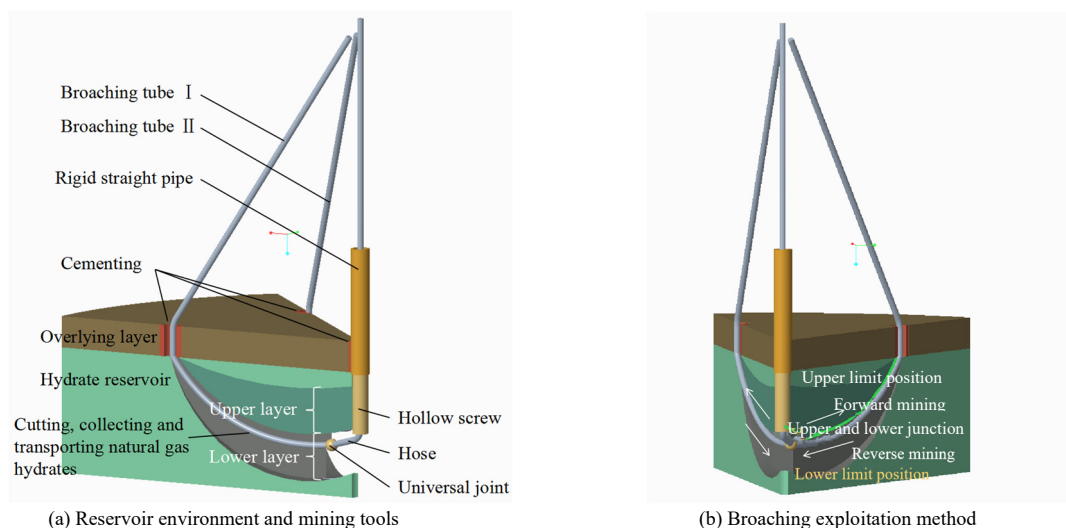 Broaching tube Ⅰ
Broaching tube Ⅱ
Rigid straight pipe
Cementing
Overlying layer
Hydrate reservoir
Upper layer
Cutting, collecting and
transporting natural gas
hydrates
Lower layer
Hollow screw
Hose
Universal joint
(a) Reservoir environment and mining tools
Upper limit position
Forward mining
Upper and lower junction
Reverse mining
Lower limit position
(b) Broaching exploitation method